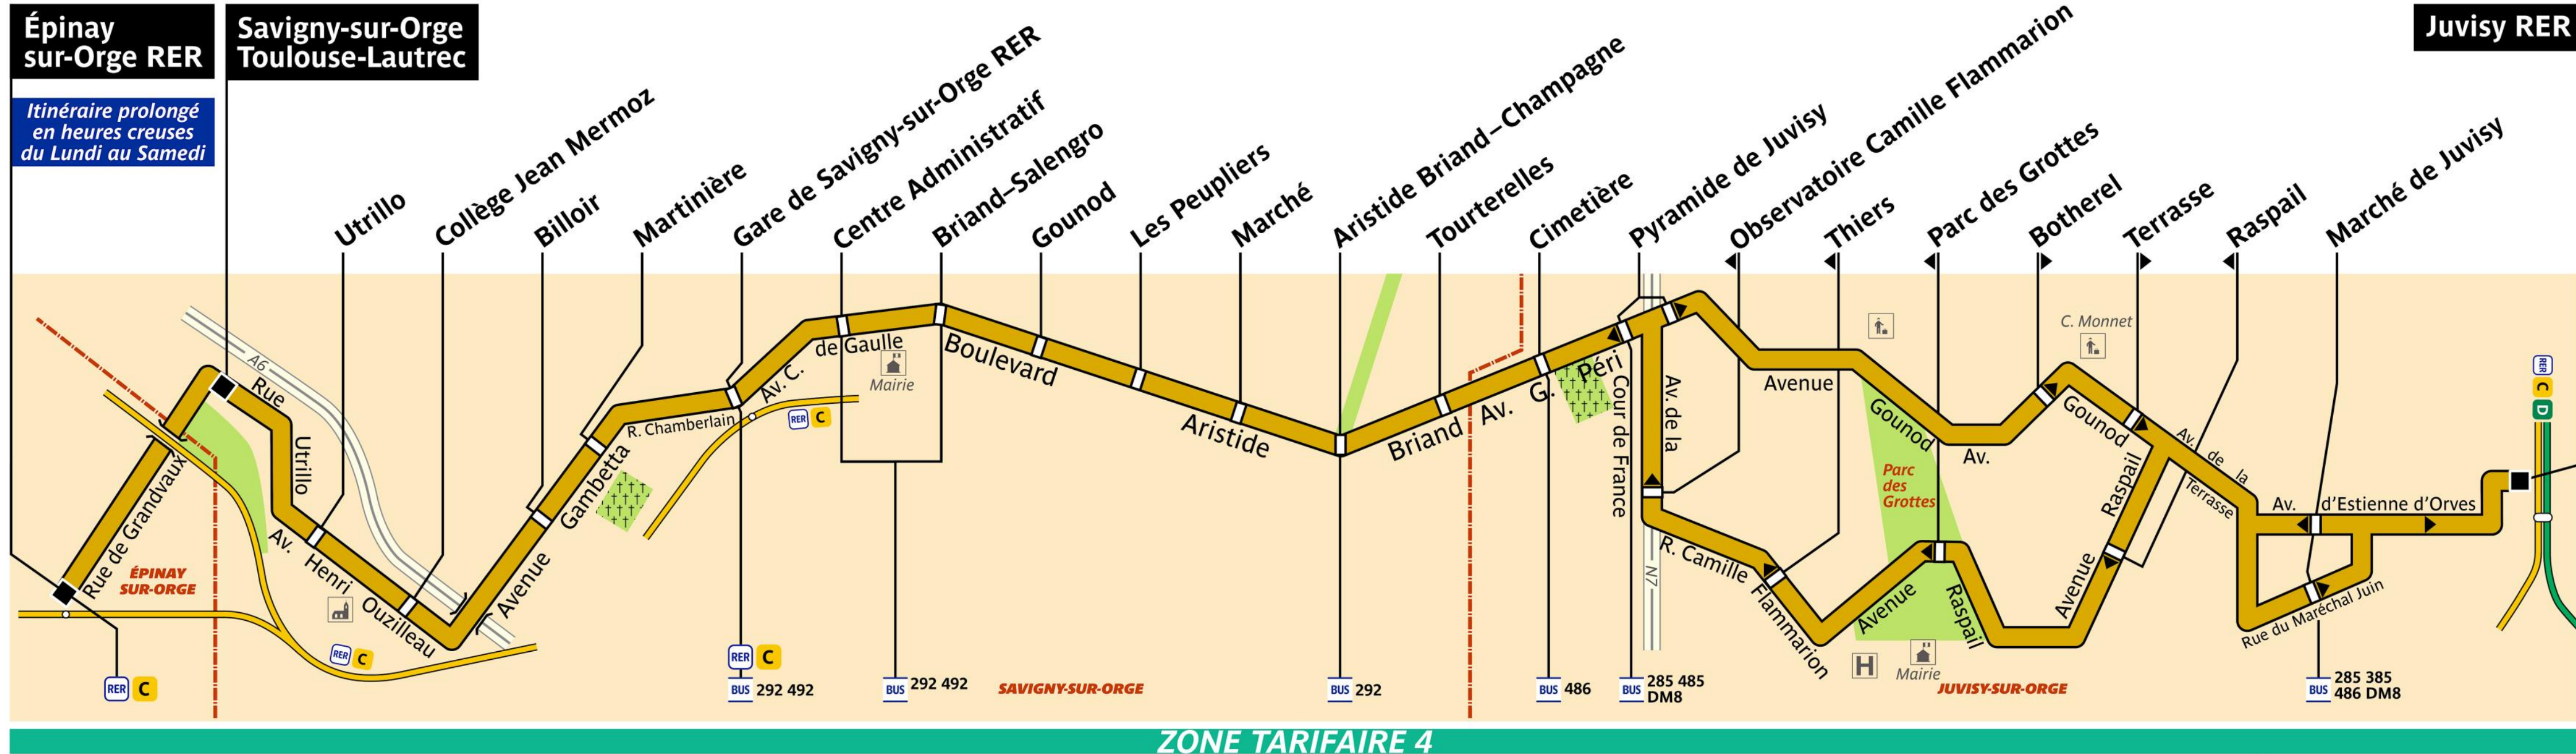 Épinay
sur-Orge RER
Savigny-sur-Orge
Toulouse-Lautrec
Juvisy RER
Itinéraire prolongé
en heures creuses
du Lundi au Samedi
Utrillo
Collège Jean Mermoz
Billoir
Martinière
Gare de Savigny-sur-Orge RER
Centre Administratif
Briand–Salengro
Gounod
Les Peupliers
Marché
Aristide Briand–Champagne
Tourterelles
Cimetière
Pyramide de Juvisy
Observatoire Camille Flammarion
Thiers
Parc des Grottes
Botherel
Terrasse
Raspail
Marché de Juvisy
Rue de Grandvaux
A6
Rue
Utrillo
Av. Henri Ouzilleau
Avenue Gambetta
R. Chamberlain
Av. C. de Gaulle
Mairie
Boulevard Aristide Briand
Av. G. Péri
Cour de France
Av. de la
N7
R. Camille Flammarion
Avenue Gounod
Av. Gounod
C. Monnet
Parc
des
Grottes
Avenue Raspail
Avenue Raspail
H
Mairie
Av. de la Terrasse
Av. d'Estienne d'Orves
Rue du Maréchal Juin
RER C D
ÉPINAY
SUR-ORGE
SAVIGNY-SUR-ORGE
JUVISY-SUR-ORGE
RER C
RER C
RER C
RER C
BUS 292 492
BUS 292 492
BUS 292
BUS 486
BUS 285 485
DM8
BUS 285 385
486 DM8
ZONE TARIFAIRE 4